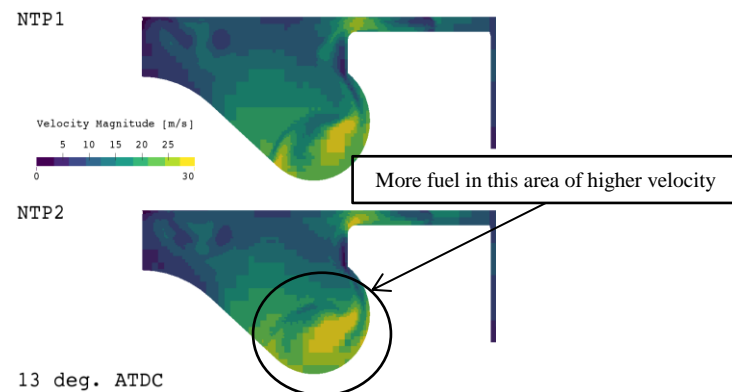 NTP1
Velocity Magnitude [m/s]
5 10 15 20 25
0 30
More fuel in this area of higher velocity
NTP2
13 deg. ATDC